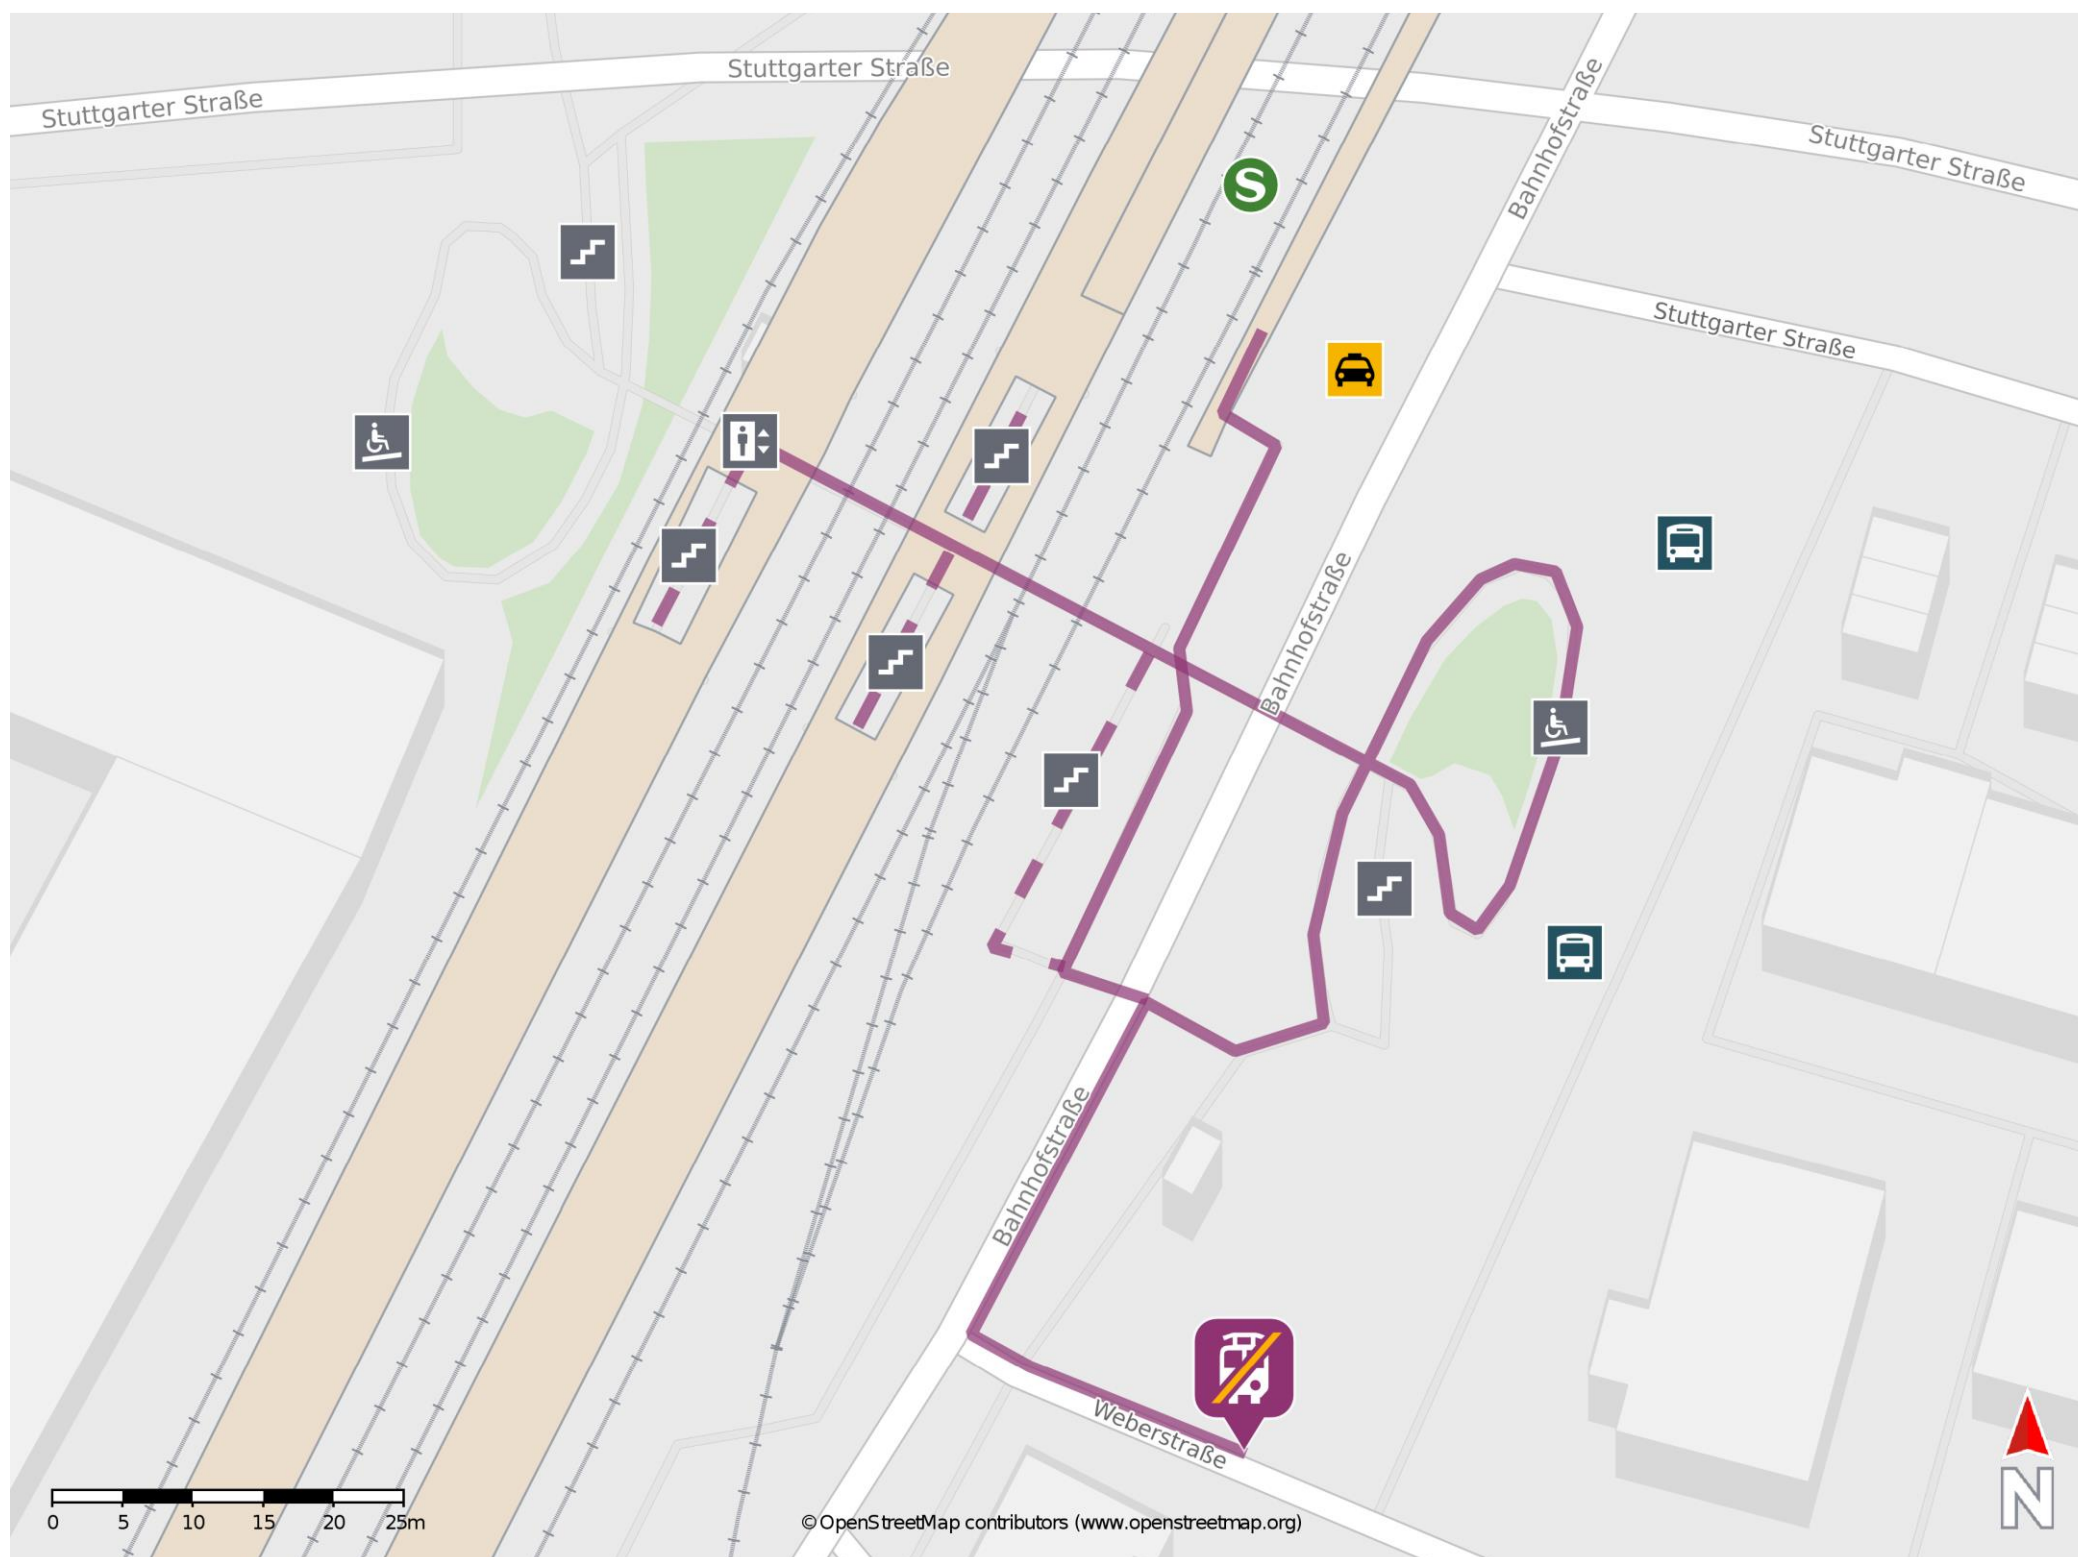 Stuttgarter Straße
Stuttgarter Straße
Bahnhofstraße
Stuttgarter Straße
S
Stuttgarter Straße
Bahnhofstraße
Bahnhofstraße
Weberstraße
N
0 5 10 15 20 25m
©OpenStreetMap contributors (www.openstreetmap.org)